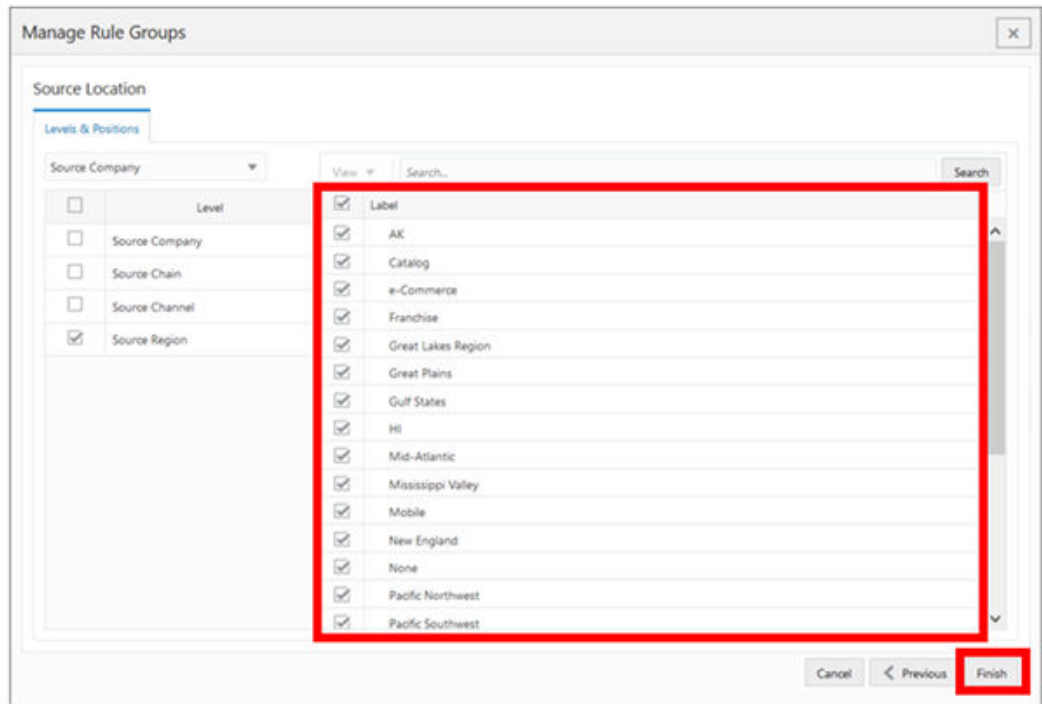 Manage Rule Groups
Source Location
Levels & Positions
Source Company
View
Search...
Search
Level
Source Company
Source Chain
Source Channel
Source Region
Label
AK
Catalog
e-Commerce
Franchise
Great Lakes Region
Great Plains
Gulf States
HI
Mid-Atlantic
Mississippi Valley
Mobile
New England
None
Pacific Northwest
Pacific Southwest
Cancel
Previous
Finish